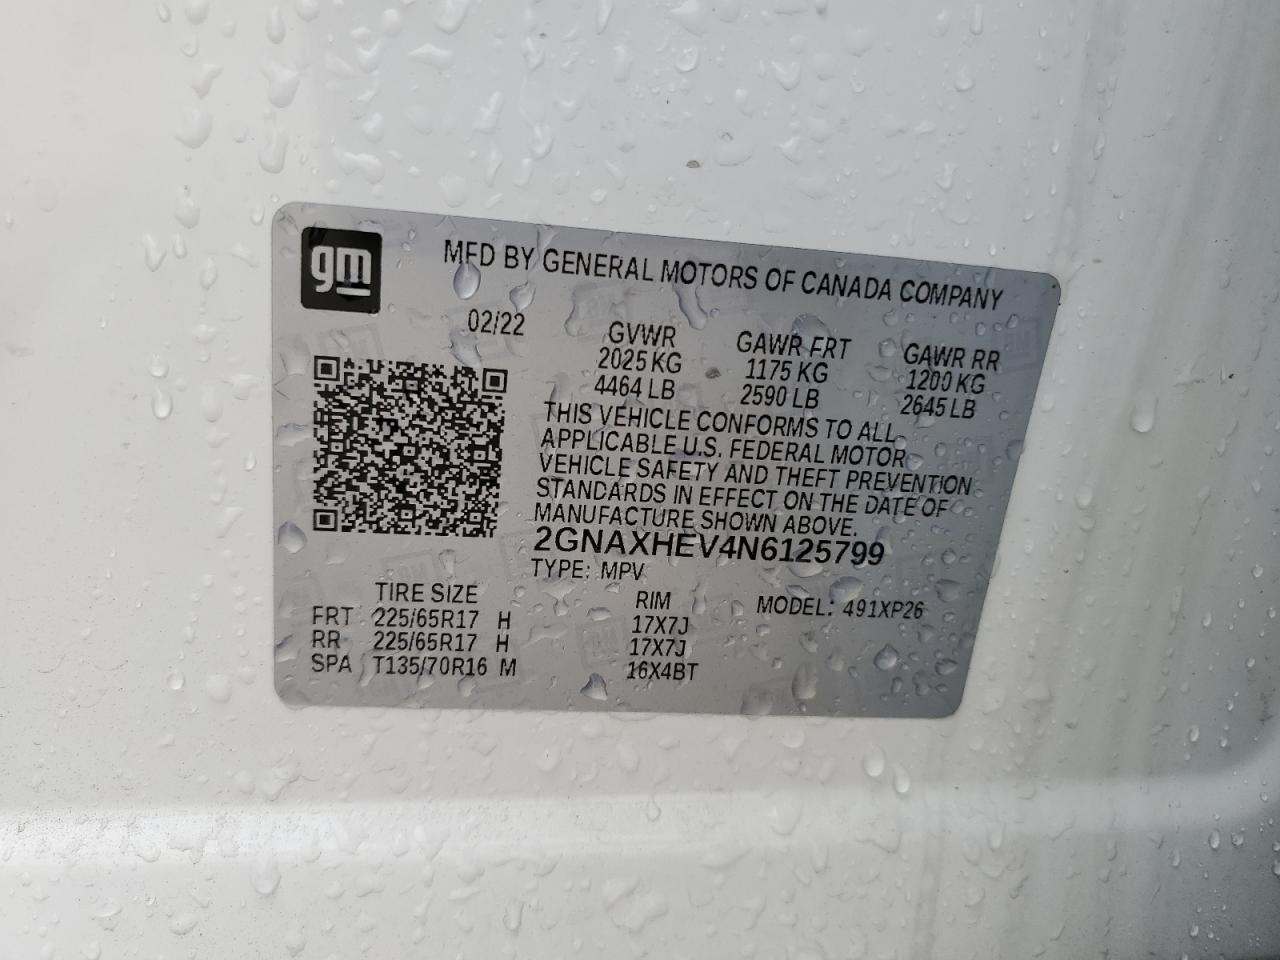 gm
MFD BY GENERAL MOTORS OF CANADA COMPANY
02/22 GVWR GAWR FRT GAWR RR
2025 KG 1175 KG 1200 KG
4464 LB 2590 LB 2645 LB
THIS VEHICLE CONFORMS TO ALL
APPLICABLE U.S. FEDERAL MOTOR
VEHICLE SAFETY AND THEFT PREVENTION
STANDARDS IN EFFECT ON THE DATE OF
MANUFACTURE SHOWN ABOVE.
2GNAXHEV4N6125799
TYPE: MPV
TIRE SIZE RIM MODEL: 491XP26
FRT 225/65R17 H 17X7J
RR 225/65R17 H 17X7J
SPA T135/70R16 M 16X4BT